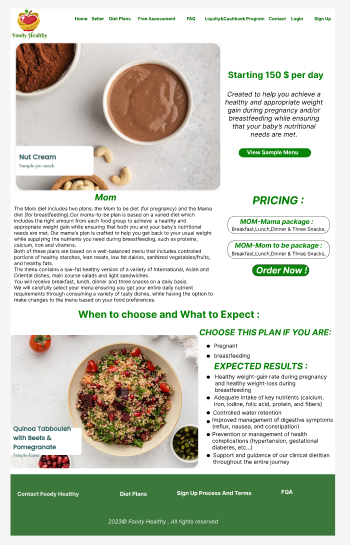 Home Seller Diet Plans Free Assessment FAQ Loyalty&Cashback Program Contact Login Sign Up
Foody Healthy
Starting 150 $ per day
Created to help you achieve a
healthy and appropriate weight
gain during pregnancy and/or
breastfeeding while ensuring
that your baby's nutritional
needs are met.
View Sample Menu
Nut Cream
Sample pm snack
Mom
The Mom diet includes two plans: the Mom to be diet (for pregnancy) and the Mama
diet (for breastfeeding).Our moms-to-be plan is based on a varied diet which
includes the right amount from each food group to achieve a healthy and
appropriate weight gain while ensuring that both you and your baby's nutritional
needs are met. Our mama's plan is crafted to help you get back to your usual weight
while supplying the nutrients you need during breastfeeding, such as proteins,
calcium, iron and vitamins.
Both of these plans are based on a well-balanced menu that includes controlled
portions of healthy starches, lean meats, low fat dairies, sanitized vegetables/fruits,
and healthy fats.
The menu contains a low-fat healthy version of a variety of International, Asian and
Oriental dishes, main course salads and light sandwiches
You will receive breakfast, lunch, dinner and three snacks on a daily basis.
We will carefully select your menu ensuring you get your entire daily nutrient
requirements through consuming a variety of tasty dishes, while having the option to
make changes to the menu based on your food preferences.
PRICING :
MOM-Mama package :
Breakfast,Lunch,Dinner & Three Snacks.
MOM-Mom to be package :
Breakfast,Lunch,Dinner & Three Snacks.
Order Now !
When to choose and What to Expect :
CHOOSE THIS PLAN IF YOU ARE:
Pregnant
breastfeeding
EXPECTED RESULTS :
Healthy weight-gain rate during pregnancy
and healthy weight-loss during
breastfeeding
Adequate intake of key nutrients (calcium,
iron, iodine, folic acid, protein, and fibers)
Controlled water retention
Improved management of digestive symptoms
(reflux, nausea, and constipation)
Prevention or management of health
complications (hypertension, gestational
diabetes, etc...)
Support and guidance of our clinical dietitian
throughout the entire journey
Quinoa Tabbouleh
with Beets &
Pomegranate
Sample dinner
Contact Foody Healthy Diet Plans Sign Up Process And Terms FQA
2023© Foody Healthy , All rights reserved